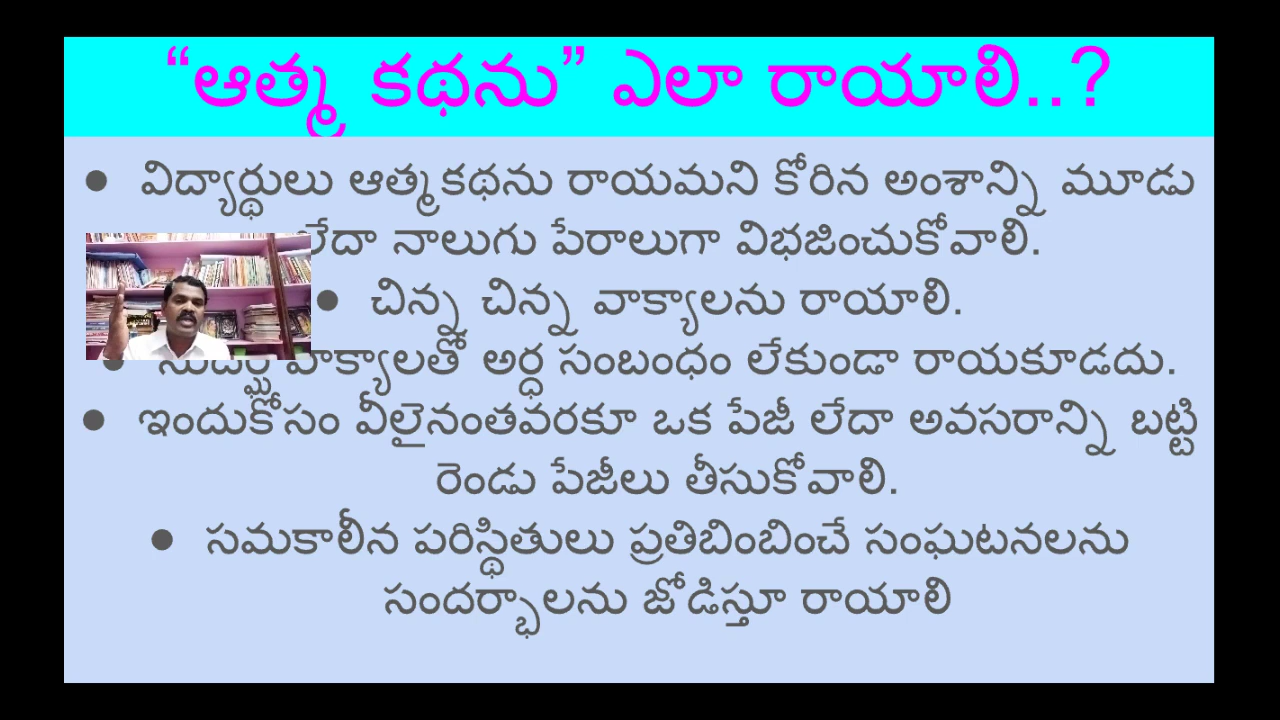 “ఆత్మ కథను” ఎలా రాయాలి..?
● విద్యార్థులు ఆత్మకథను రాయమని కోరిన అంశాన్ని మూడు
లేదా నాలుగు పేరాలుగా విభజించుకోవాలి.
● చిన్న చిన్న వాక్యాలను రాయాలి.
● సుదీర్ఘ వాక్యాలతో అర్ధ సంబంధం లేకుండా రాయకూడదు.
● ఇందుకోసం వీలైనంతవరకూ ఒక పేజీ లేదా అవసరాన్ని బట్టి
రెండు పేజీలు తీసుకోవాలి.
● సమకాలీన పరిస్థితులు ప్రతిబింబించే సంఘటనలను
సందర్భాలను జోడిస్తూ రాయాలి